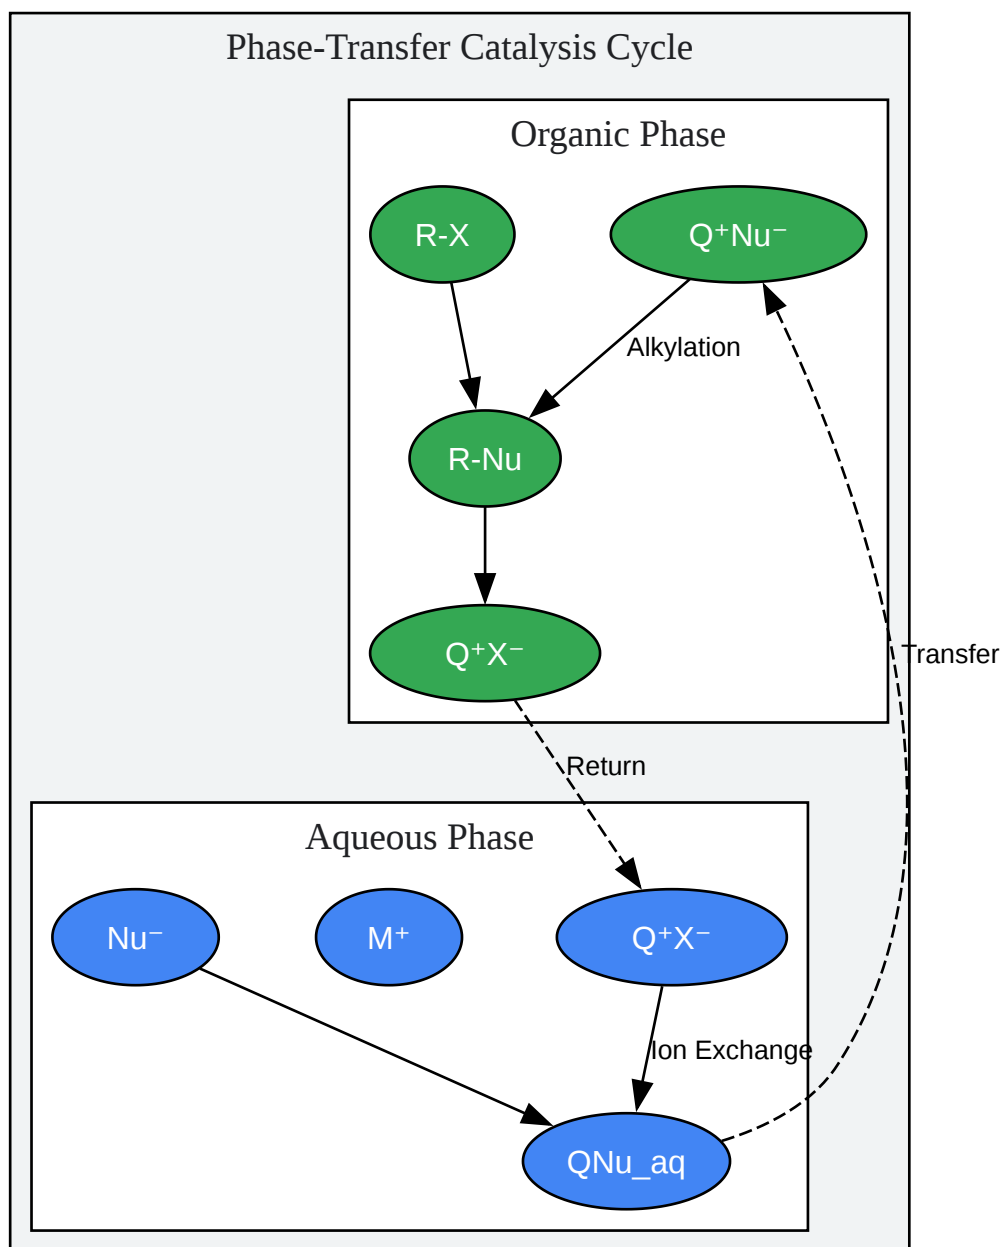 Phase-Transfer Catalysis Cycle
Organic Phase
R-X
Q⁺Nu⁻
Alkylation
R-Nu
Q⁺X⁻
Transfer
Return
Aqueous Phase
Nu⁻
M⁺
Q⁺X⁻
Ion Exchange
QNu_aq